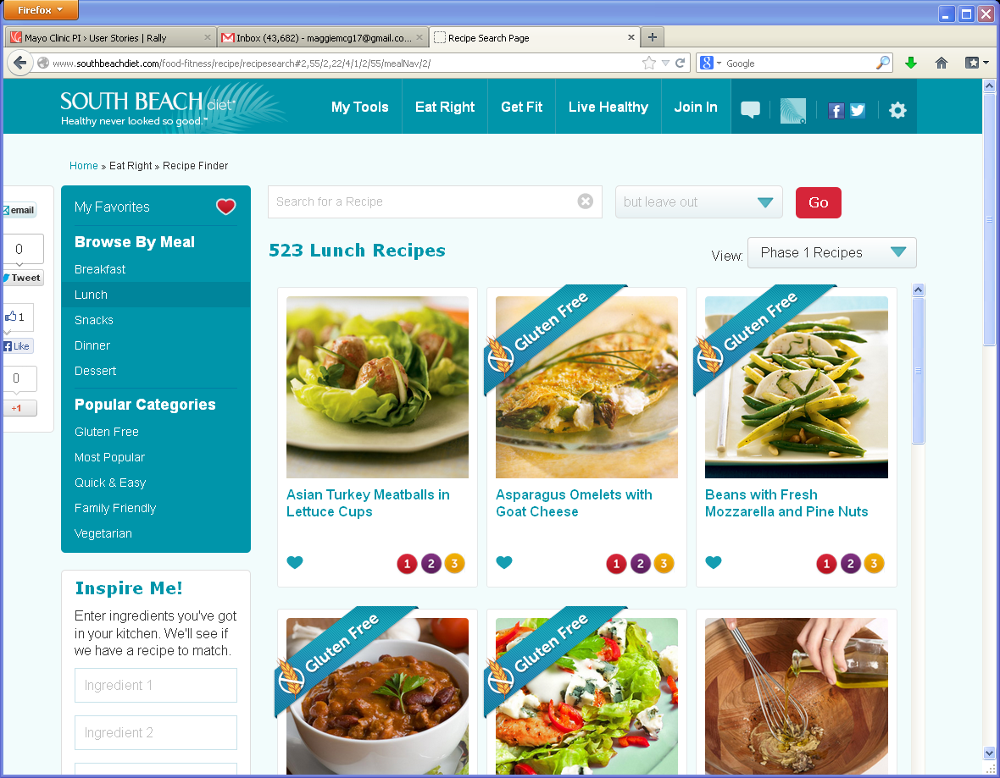 Firefox
Mayo Clinic PI › User Stories | Rally
Inbox (43,682) - maggiemcg17@gmail.co...
Recipe Search Page
www.southbeachdiet.com/food-fitness/recipe/recipesearch#2,55/2,22/4/1/2/55/mealNav/2/
Google
SOUTH BEACH diet
Healthy never looked so good.™
My Tools
Eat Right
Get Fit
Live Healthy
Join In
Home » Eat Right » Recipe Finder
email
0
Tweet
1
Like
0
+1
My Favorites
Browse By Meal
Breakfast
Lunch
Snacks
Dinner
Dessert
Popular Categories
Gluten Free
Most Popular
Quick & Easy
Family Friendly
Vegetarian
Inspire Me!
Enter ingredients you've got
in your kitchen. We'll see if
we have a recipe to match.
Ingredient 1
Ingredient 2
Search for a Recipe
but leave out
Go
523 Lunch Recipes
View:
Phase 1 Recipes
Asian Turkey Meatballs in
Lettuce Cups
1 2 3
Gluten Free
Asparagus Omelets with
Goat Cheese
1 2 3
Gluten Free
Beans with Fresh
Mozzarella and Pine Nuts
1 2 3
Gluten Free
Gluten Free